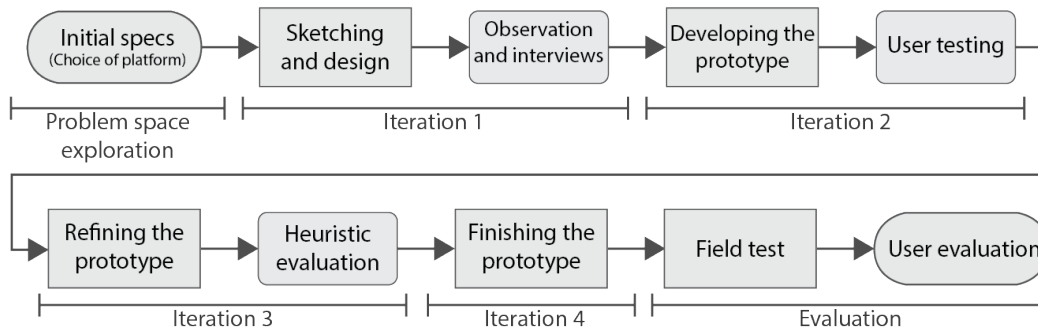 Initial specs
(Choice of platform)
Sketching
and design
Observation
and interviews
Developing the
prototype
User testing
Problem space
exploration
Iteration 1
Iteration 2
Refining the
prototype
Heuristic
evaluation
Finishing the
prototype
Field test
User evaluation
Iteration 3
Iteration 4
Evaluation